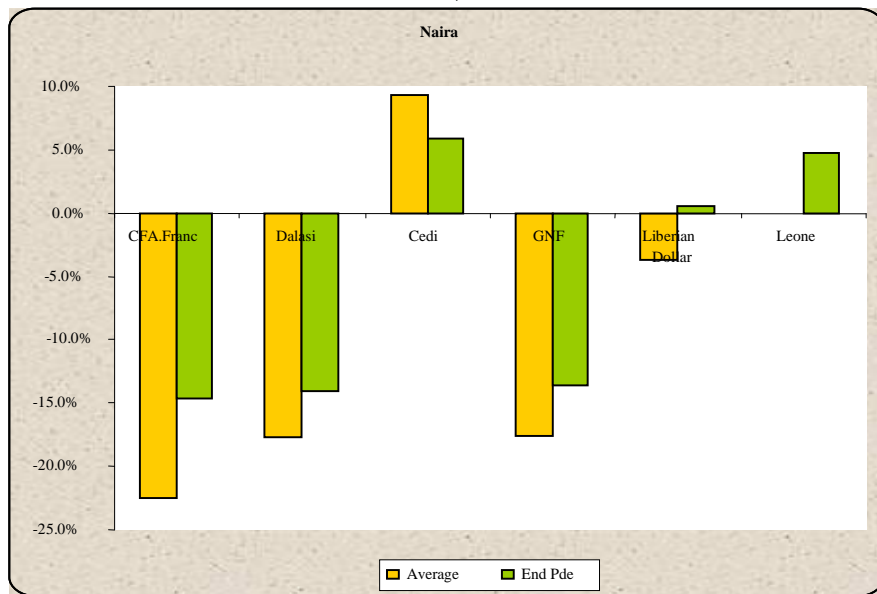 Naira
10.0%
5.0%
0.0%
-5.0%
-10.0%
-15.0%
-20.0%
-25.0%
CFA.Franc
Dalasi
Cedi
GNF
Liberian
Dollar
Leone
Average
End Pde